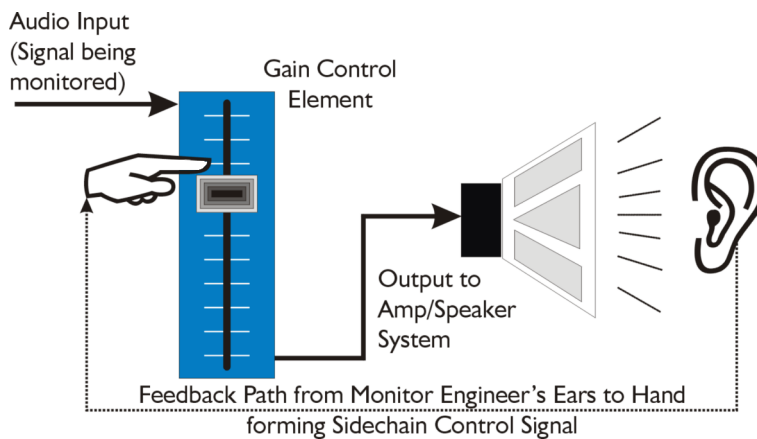 Audio Input
(Signal being
monitored)
Gain Control
Element
Output to
Amp/Speaker
System
Feedback Path from Monitor Engineer's Ears to Hand
forming Sidechain Control Signal